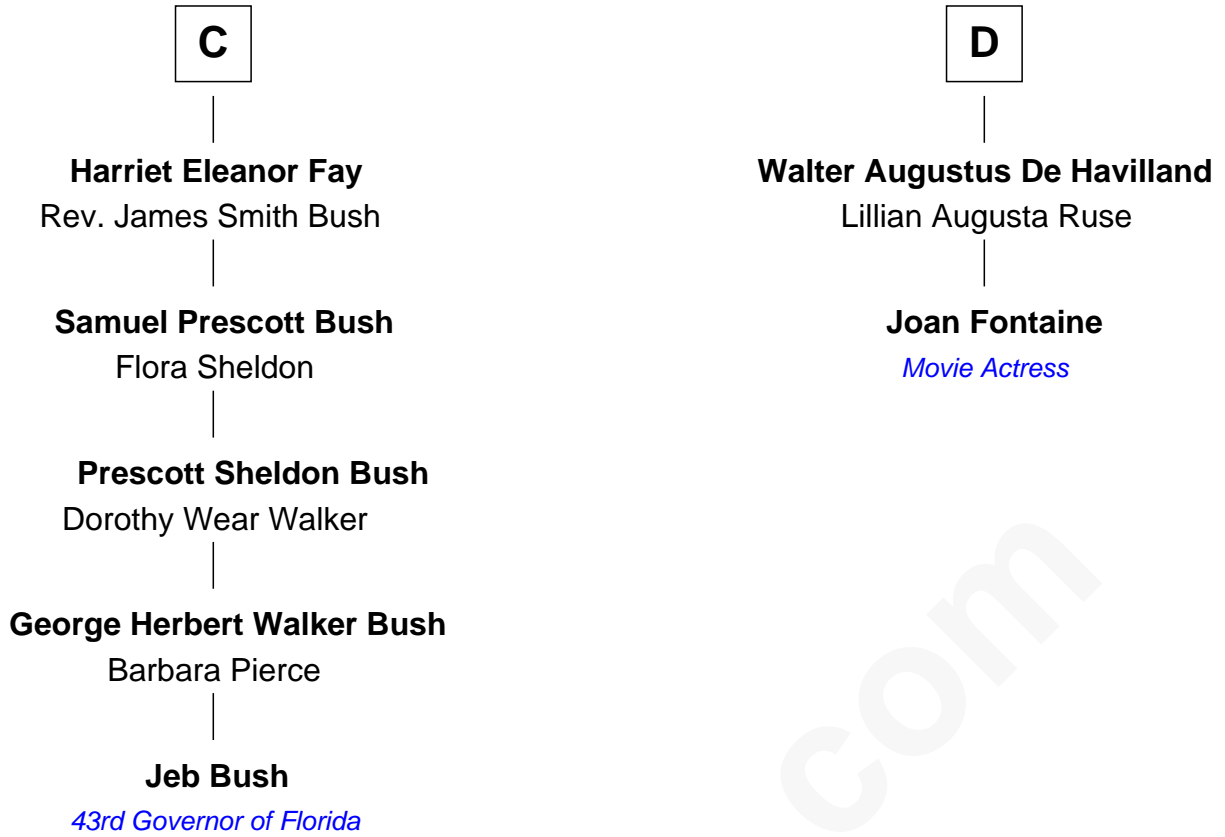 C
Harriet Eleanor Fay
Rev. James Smith Bush
Samuel Prescott Bush
Flora Sheldon
Prescott Sheldon Bush
Dorothy Wear Walker
George Herbert Walker Bush
Barbara Pierce
Jeb Bush
43rd Governor of Florida
D
Walter Augustus De Havilland
Lillian Augusta Ruse
Joan Fontaine
Movie Actress
com